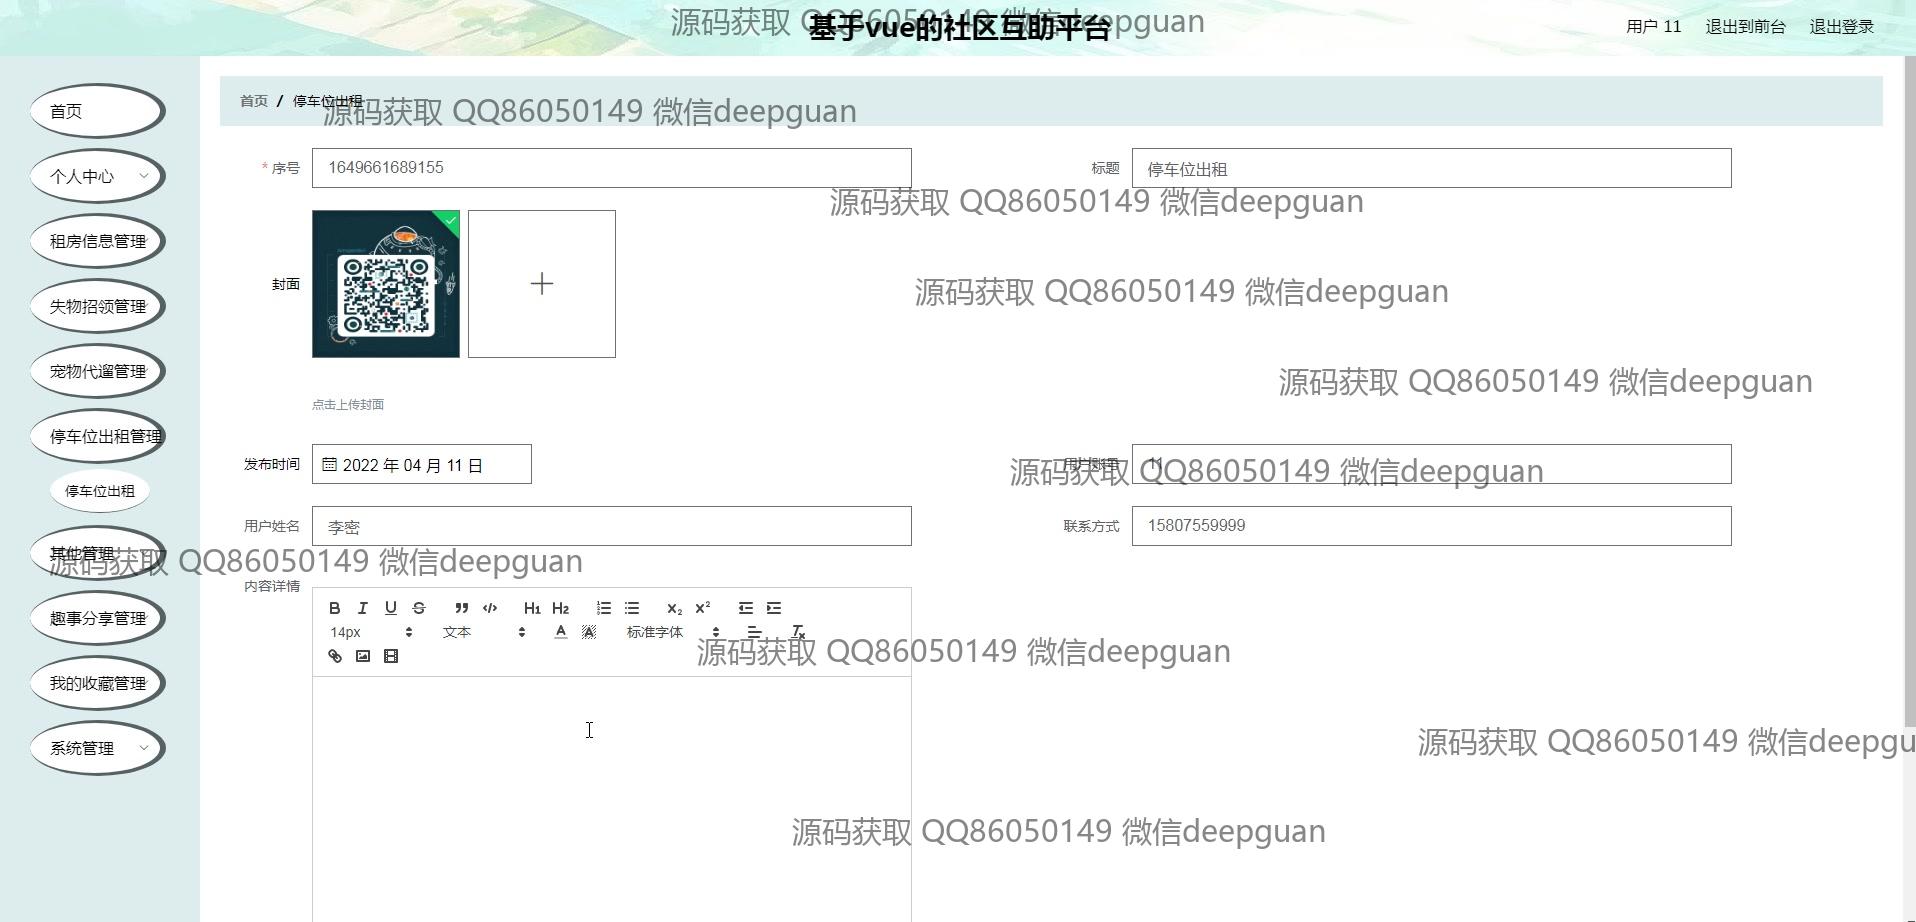 源码获取 QQ86050149 微信deepguan
基于vue的社区互助平台
用户 11
退出到前台
退出登录
首页
个人中心
租房信息管理
失物招领管理
宠物代遛管理
停车位出租管理
停车位出租
其他管理
趣事分享管理
我的收藏管理
系统管理
首页 / 停车位出租
源码获取 QQ86050149 微信deepguan
* 序号 1649661689155
标题 停车位出租
源码获取 QQ86050149 微信deepguan
封面
源码获取 QQ86050149 微信deepguan
源码获取 QQ86050149 微信deepguan
点击上传封面
发布时间 2022 年 04 月 11 日
用户账号 11
源码获取 QQ86050149 微信deepguan
用户姓名 李密
联系方式 15807559999
源码获取 QQ86050149 微信deepguan
内容详情
B I U S H1 H2 x₂ x²
14px 文本 A A 标准字体 Tx
源码获取 QQ86050149 微信deepguan
源码获取 QQ86050149 微信deepgu
源码获取 QQ86050149 微信deepguan